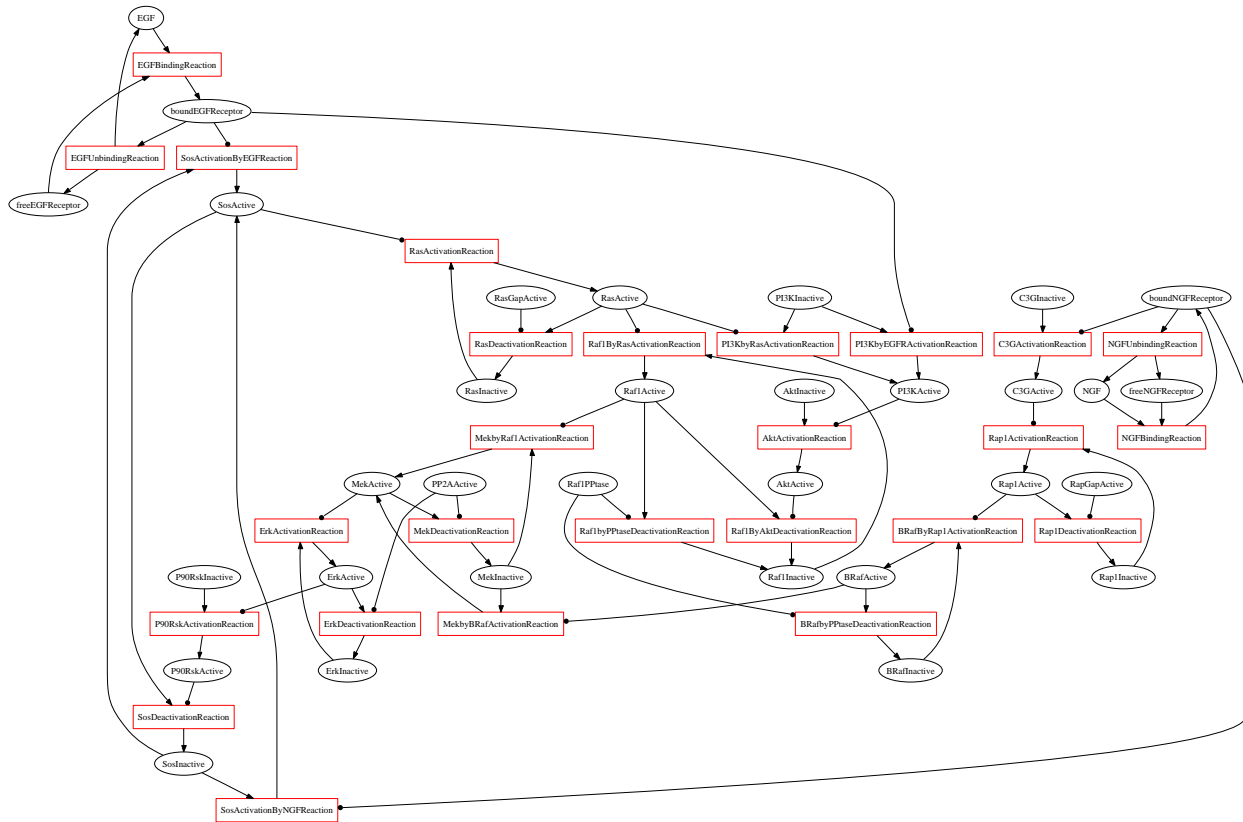 EGF
EGFBindingReaction
boundEGFReceptor
EGFUnbindingReaction
SosActivationByEGFReaction
freeEGFReceptor
SosActive
RasActivationReaction
RasGapActive
RasActive
PI3KInactive
C3GInactive
boundNGFReceptor
RasDeactivationReaction
Raf1ByRasActivationReaction
PI3KbyRasActivationReaction
PI3KbyEGFRActivationReaction
C3GActivationReaction
NGFUnbindingReaction
RasInactive
Raf1Active
AktInactive
PI3KActive
C3GActive
NGF
freeNGFReceptor
MekbyRaf1ActivationReaction
AktActivationReaction
Rap1ActivationReaction
NGFBindingReaction
MekActive
PP2AActive
Raf1PPtase
AktActive
Rap1Active
RapGapActive
ErkActivationReaction
MekDeactivationReaction
Raf1byPPtaseDeactivationReaction
Raf1ByAktDeactivationReaction
BRafByRap1ActivationReaction
Rap1DeactivationReaction
P90RskInactive
ErkActive
MekInactive
Raf1Inactive
BRafActive
Rap1Inactive
P90RskActivationReaction
ErkDeactivationReaction
MekbyBRafActivationReaction
BRafbyPPtaseDeactivationReaction
P90RskActive
ErkInactive
BRafInactive
SosDeactivationReaction
SosInactive
SosActivationByNGFReaction